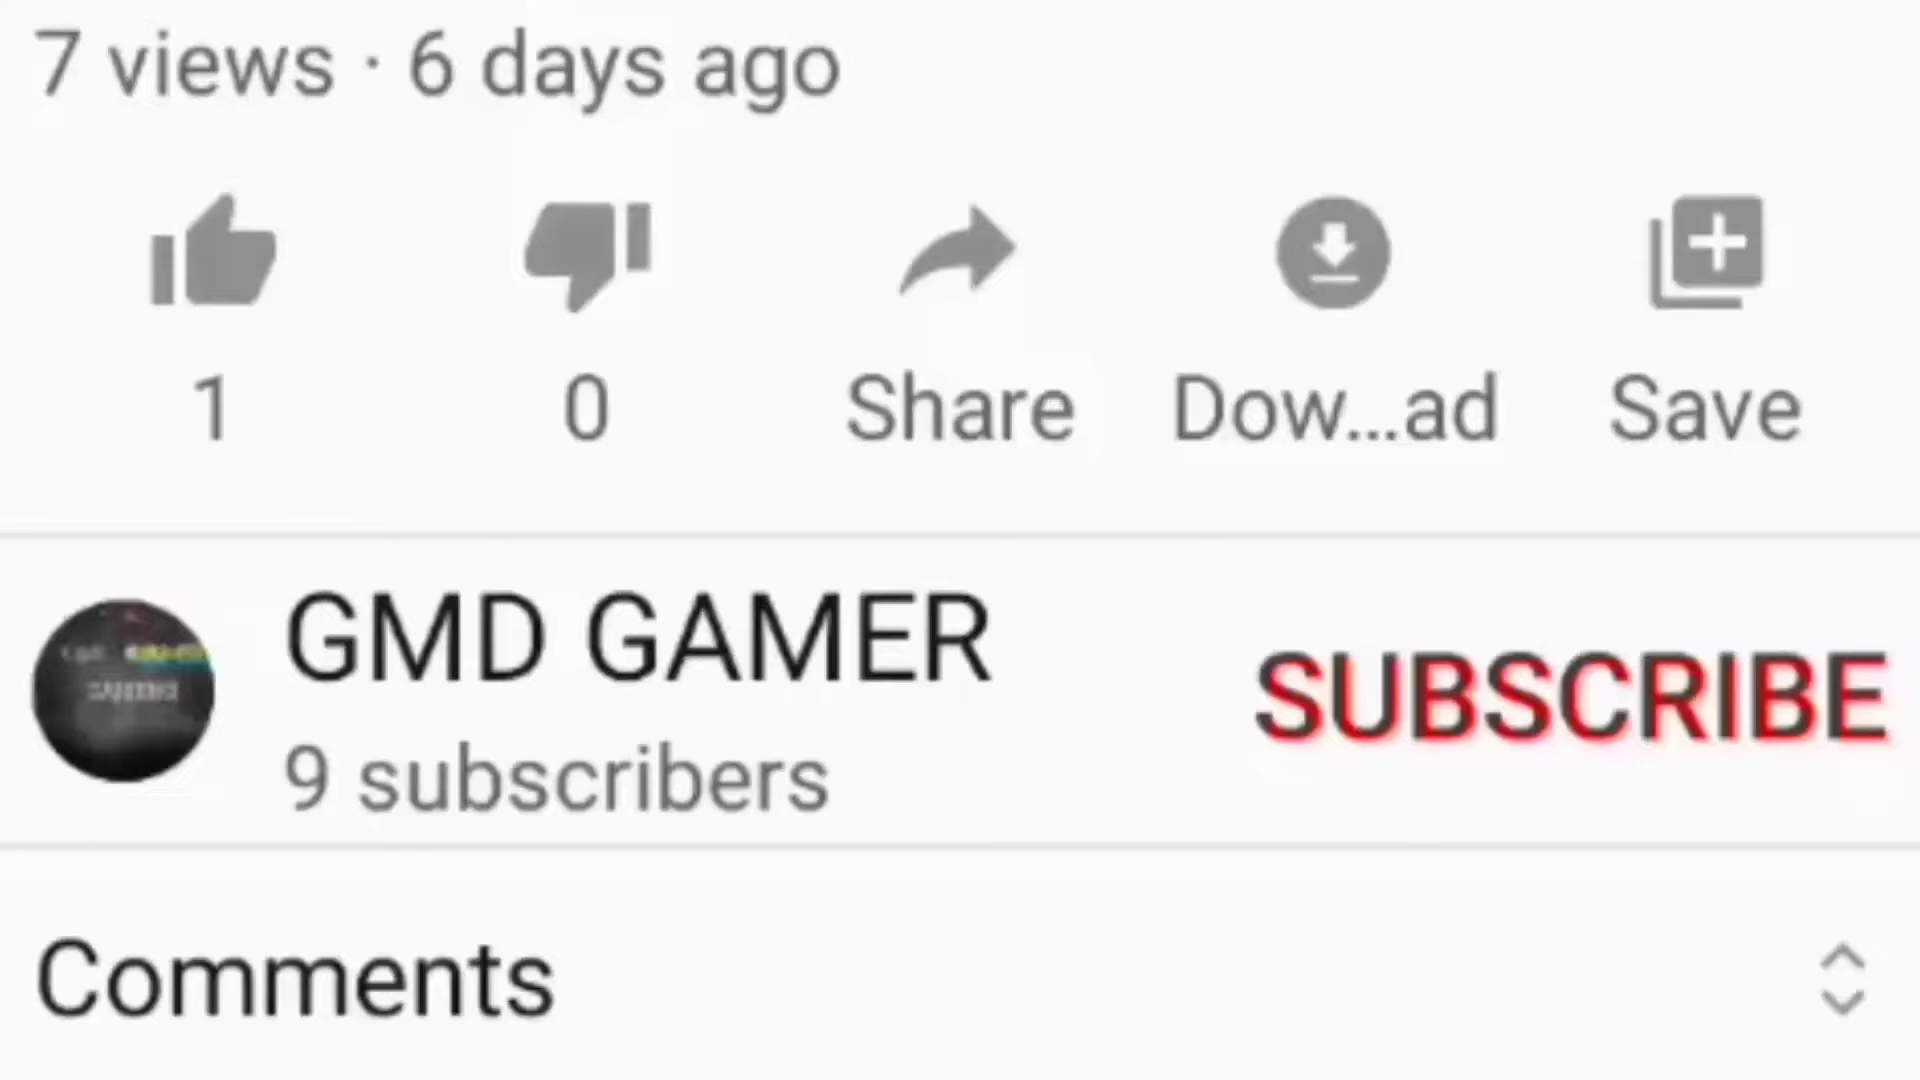 7 views · 6 days ago
1 0 Share Dow...ad Save
GMD GAMER
SUBSCRIBE
9 subscribers
Comments